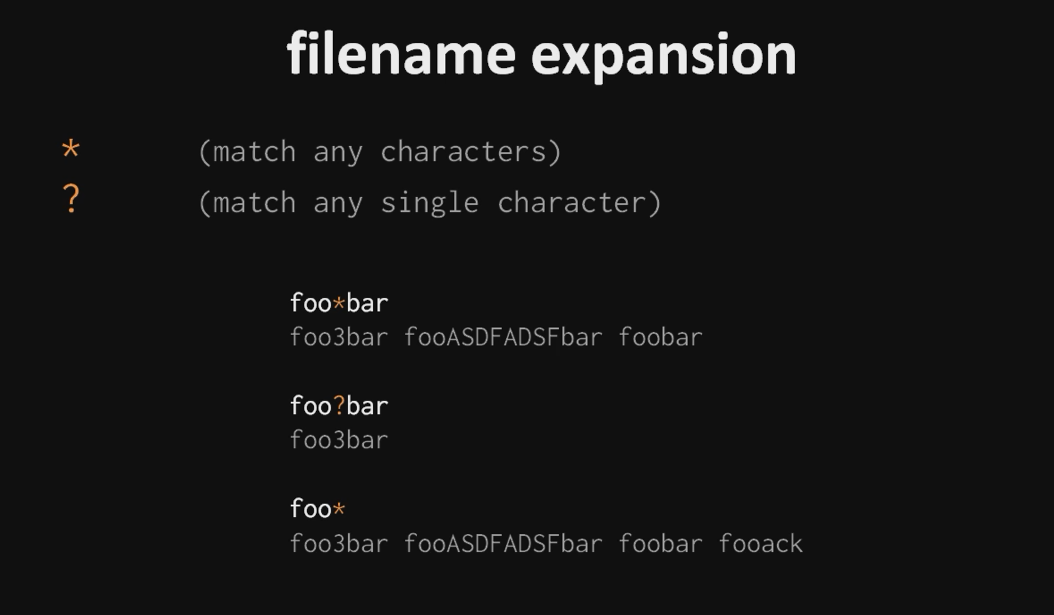 filename expansion
* (match any characters)
? (match any single character)
foo*bar
foo3bar fooASDFADSFbar foobar
foo?bar
foo3bar
foo*
foo3bar fooASDFADSFbar foobar fooack